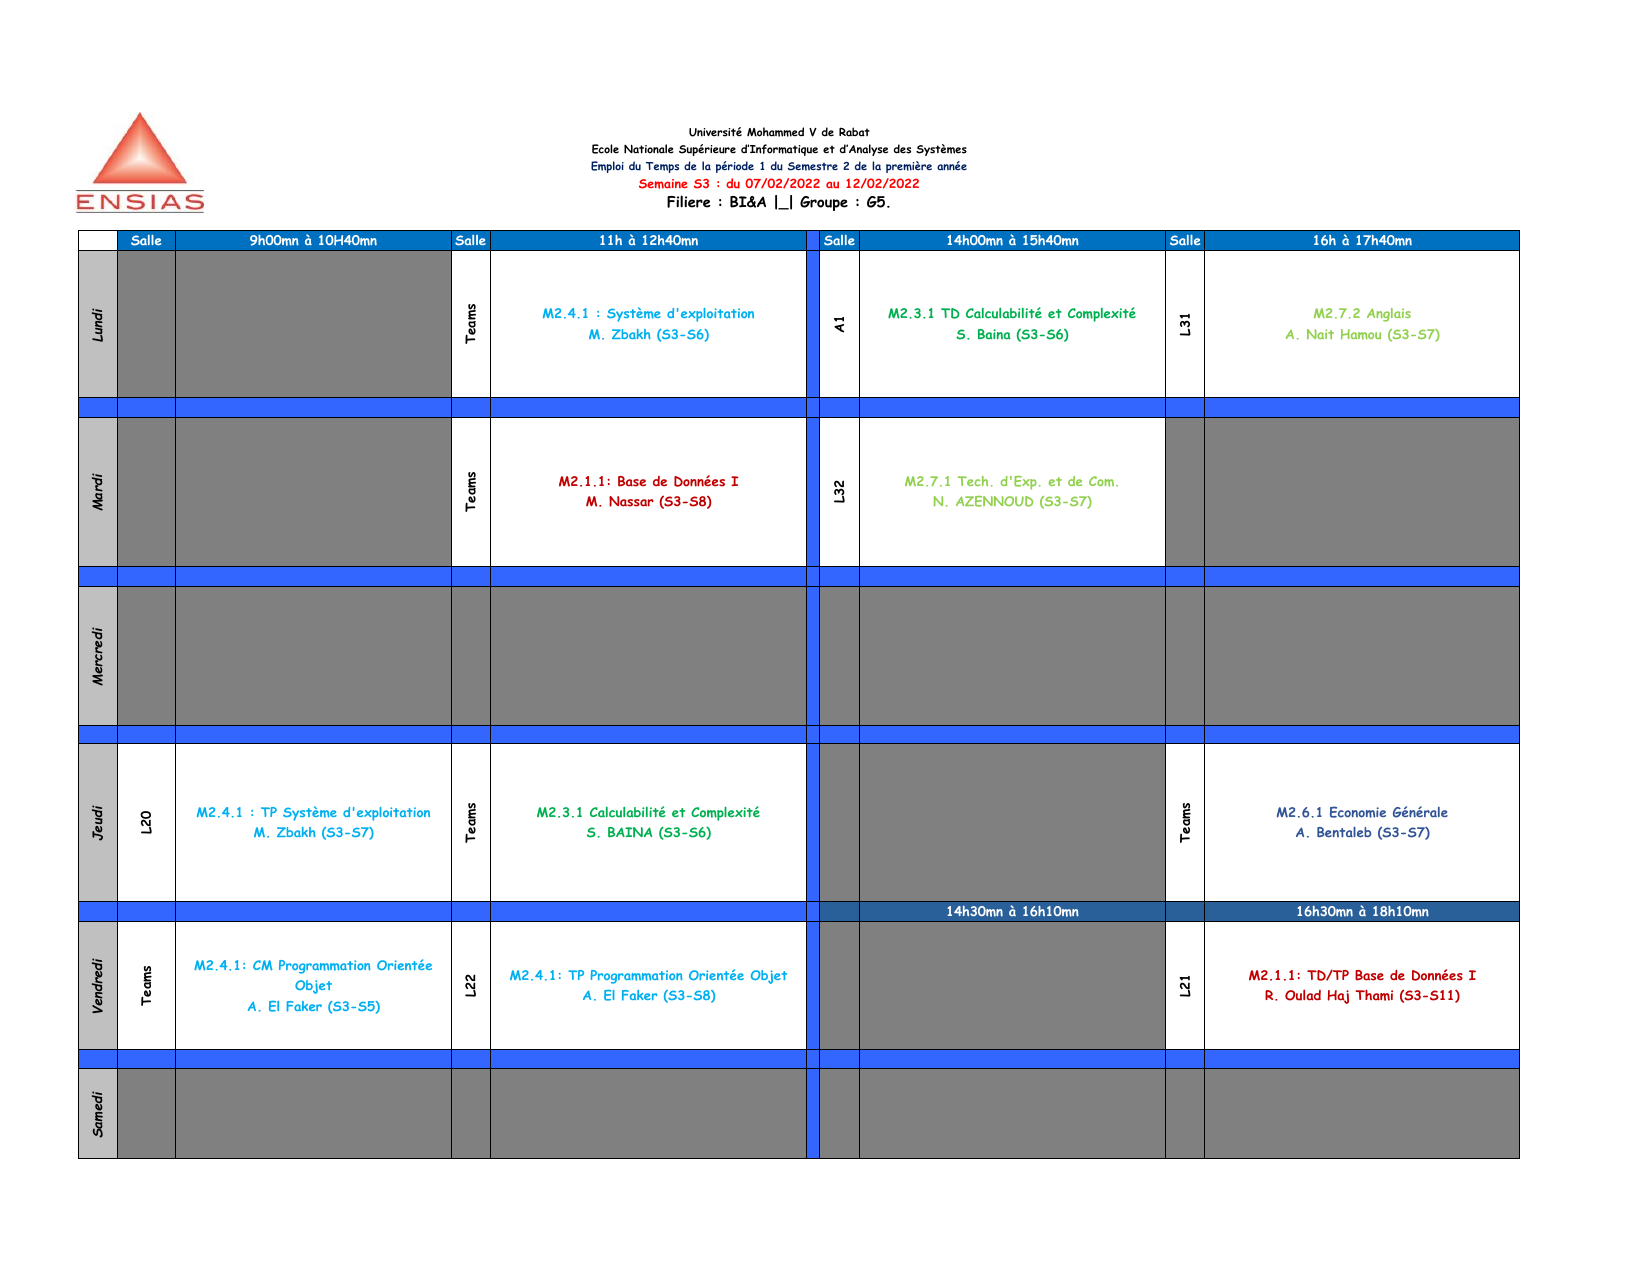 ENSIAS
Université Mohammed V de Rabat
Ecole Nationale Supérieure d’Informatique et d’Analyse des Systèmes
Emploi du Temps de la période 1 du Semestre 2 de la première année
Semaine S3 : du 07/02/2022 au 12/02/2022
Filiere : BI&A |_| Groupe : G5.
Salle 9h00mn à 10H40mn Salle 11h à 12h40mn Salle 14h00mn à 15h40mn Salle 16h à 17h40mn
Lundi
Teams
M2.4.1 : Système d'exploitation
M. Zbakh (S3-S6)
A1
M2.3.1 TD Calculabilité et Complexité
S. Baina (S3-S6)
L31
M2.7.2 Anglais
A. Nait Hamou (S3-S7)
Mardi
Teams
M2.1.1: Base de Données I
M. Nassar (S3-S8)
L32
M2.7.1 Tech. d'Exp. et de Com.
N. AZENNOUD (S3-S7)
Mercredi
Jeudi
L20
M2.4.1 : TP Système d'exploitation
M. Zbakh (S3-S7)
Teams
M2.3.1 Calculabilité et Complexité
S. BAINA (S3-S6)
Teams
M2.6.1 Economie Générale
A. Bentaleb (S3-S7)
14h30mn à 16h10mn 16h30mn à 18h10mn
Vendredi
Teams
M2.4.1: CM Programmation Orientée
Objet
A. El Faker (S3-S5)
L22
M2.4.1: TP Programmation Orientée Objet
A. El Faker (S3-S8)
L21
M2.1.1: TD/TP Base de Données I
R. Oulad Haj Thami (S3-S11)
Samedi